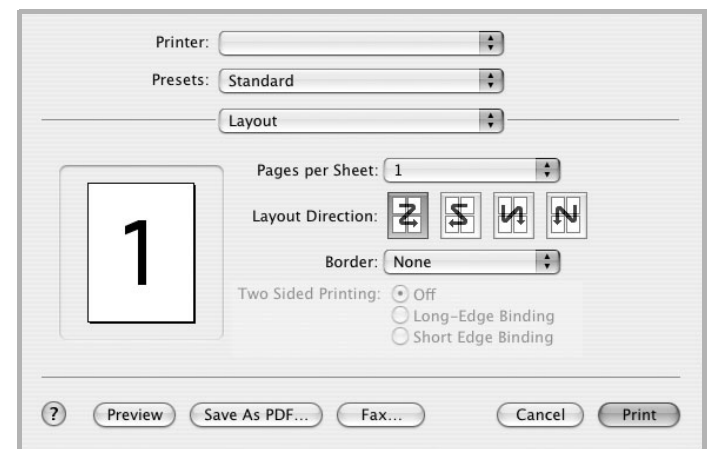 Printer:
Presets: Standard
Layout
Pages per Sheet: 1
1
Layout Direction:
Border: None
Two Sided Printing: Off
Long-Edge Binding
Short Edge Binding
? Preview Save As PDF... Fax... Cancel Print